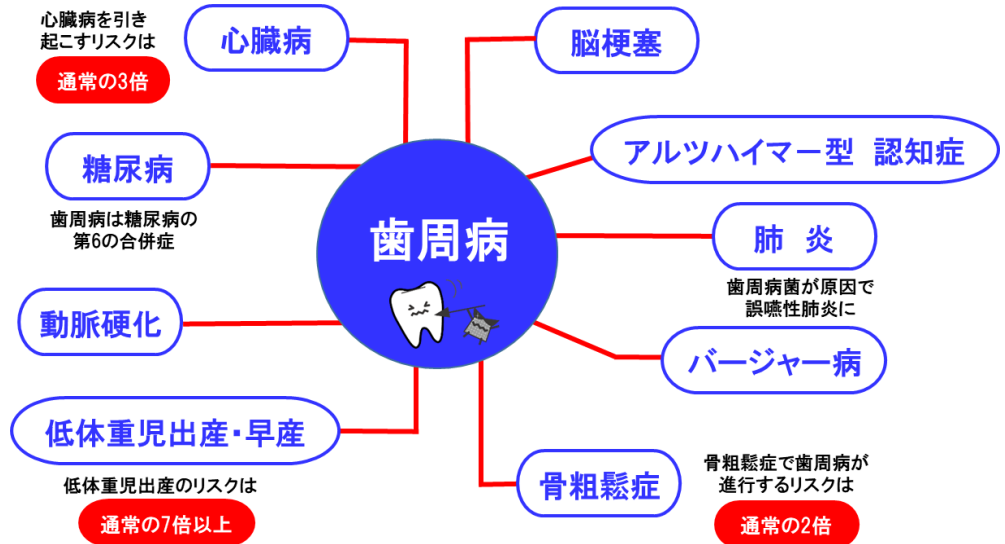 心臓病を引き
起こすリスクは
通常の3倍
心臓病
脳梗塞
糖尿病
歯周病は糖尿病の
第6の合併症
アルツハイマー型 認知症
歯周病
肺 炎
歯周病菌が原因で
誤嚥性肺炎に
動脈硬化
バージャー病
低体重児出産・早産
低体重児出産のリスクは
通常の7倍以上
骨粗鬆症
骨粗鬆症で歯周病が
進行するリスクは
通常の2倍